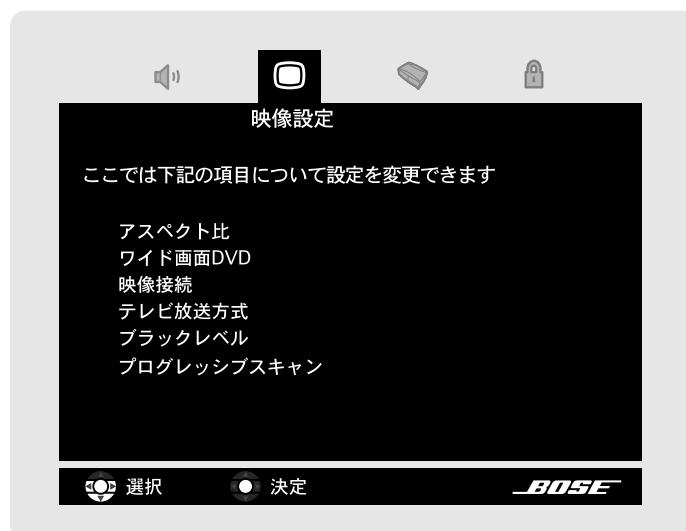 映像設定
ここでは下記の項目について設定を変更できます
アスペクト比
ワイド画面DVD
映像接続
テレビ放送方式
ブラックレベル
プログレッシブスキャン
選択 決定 BOSE